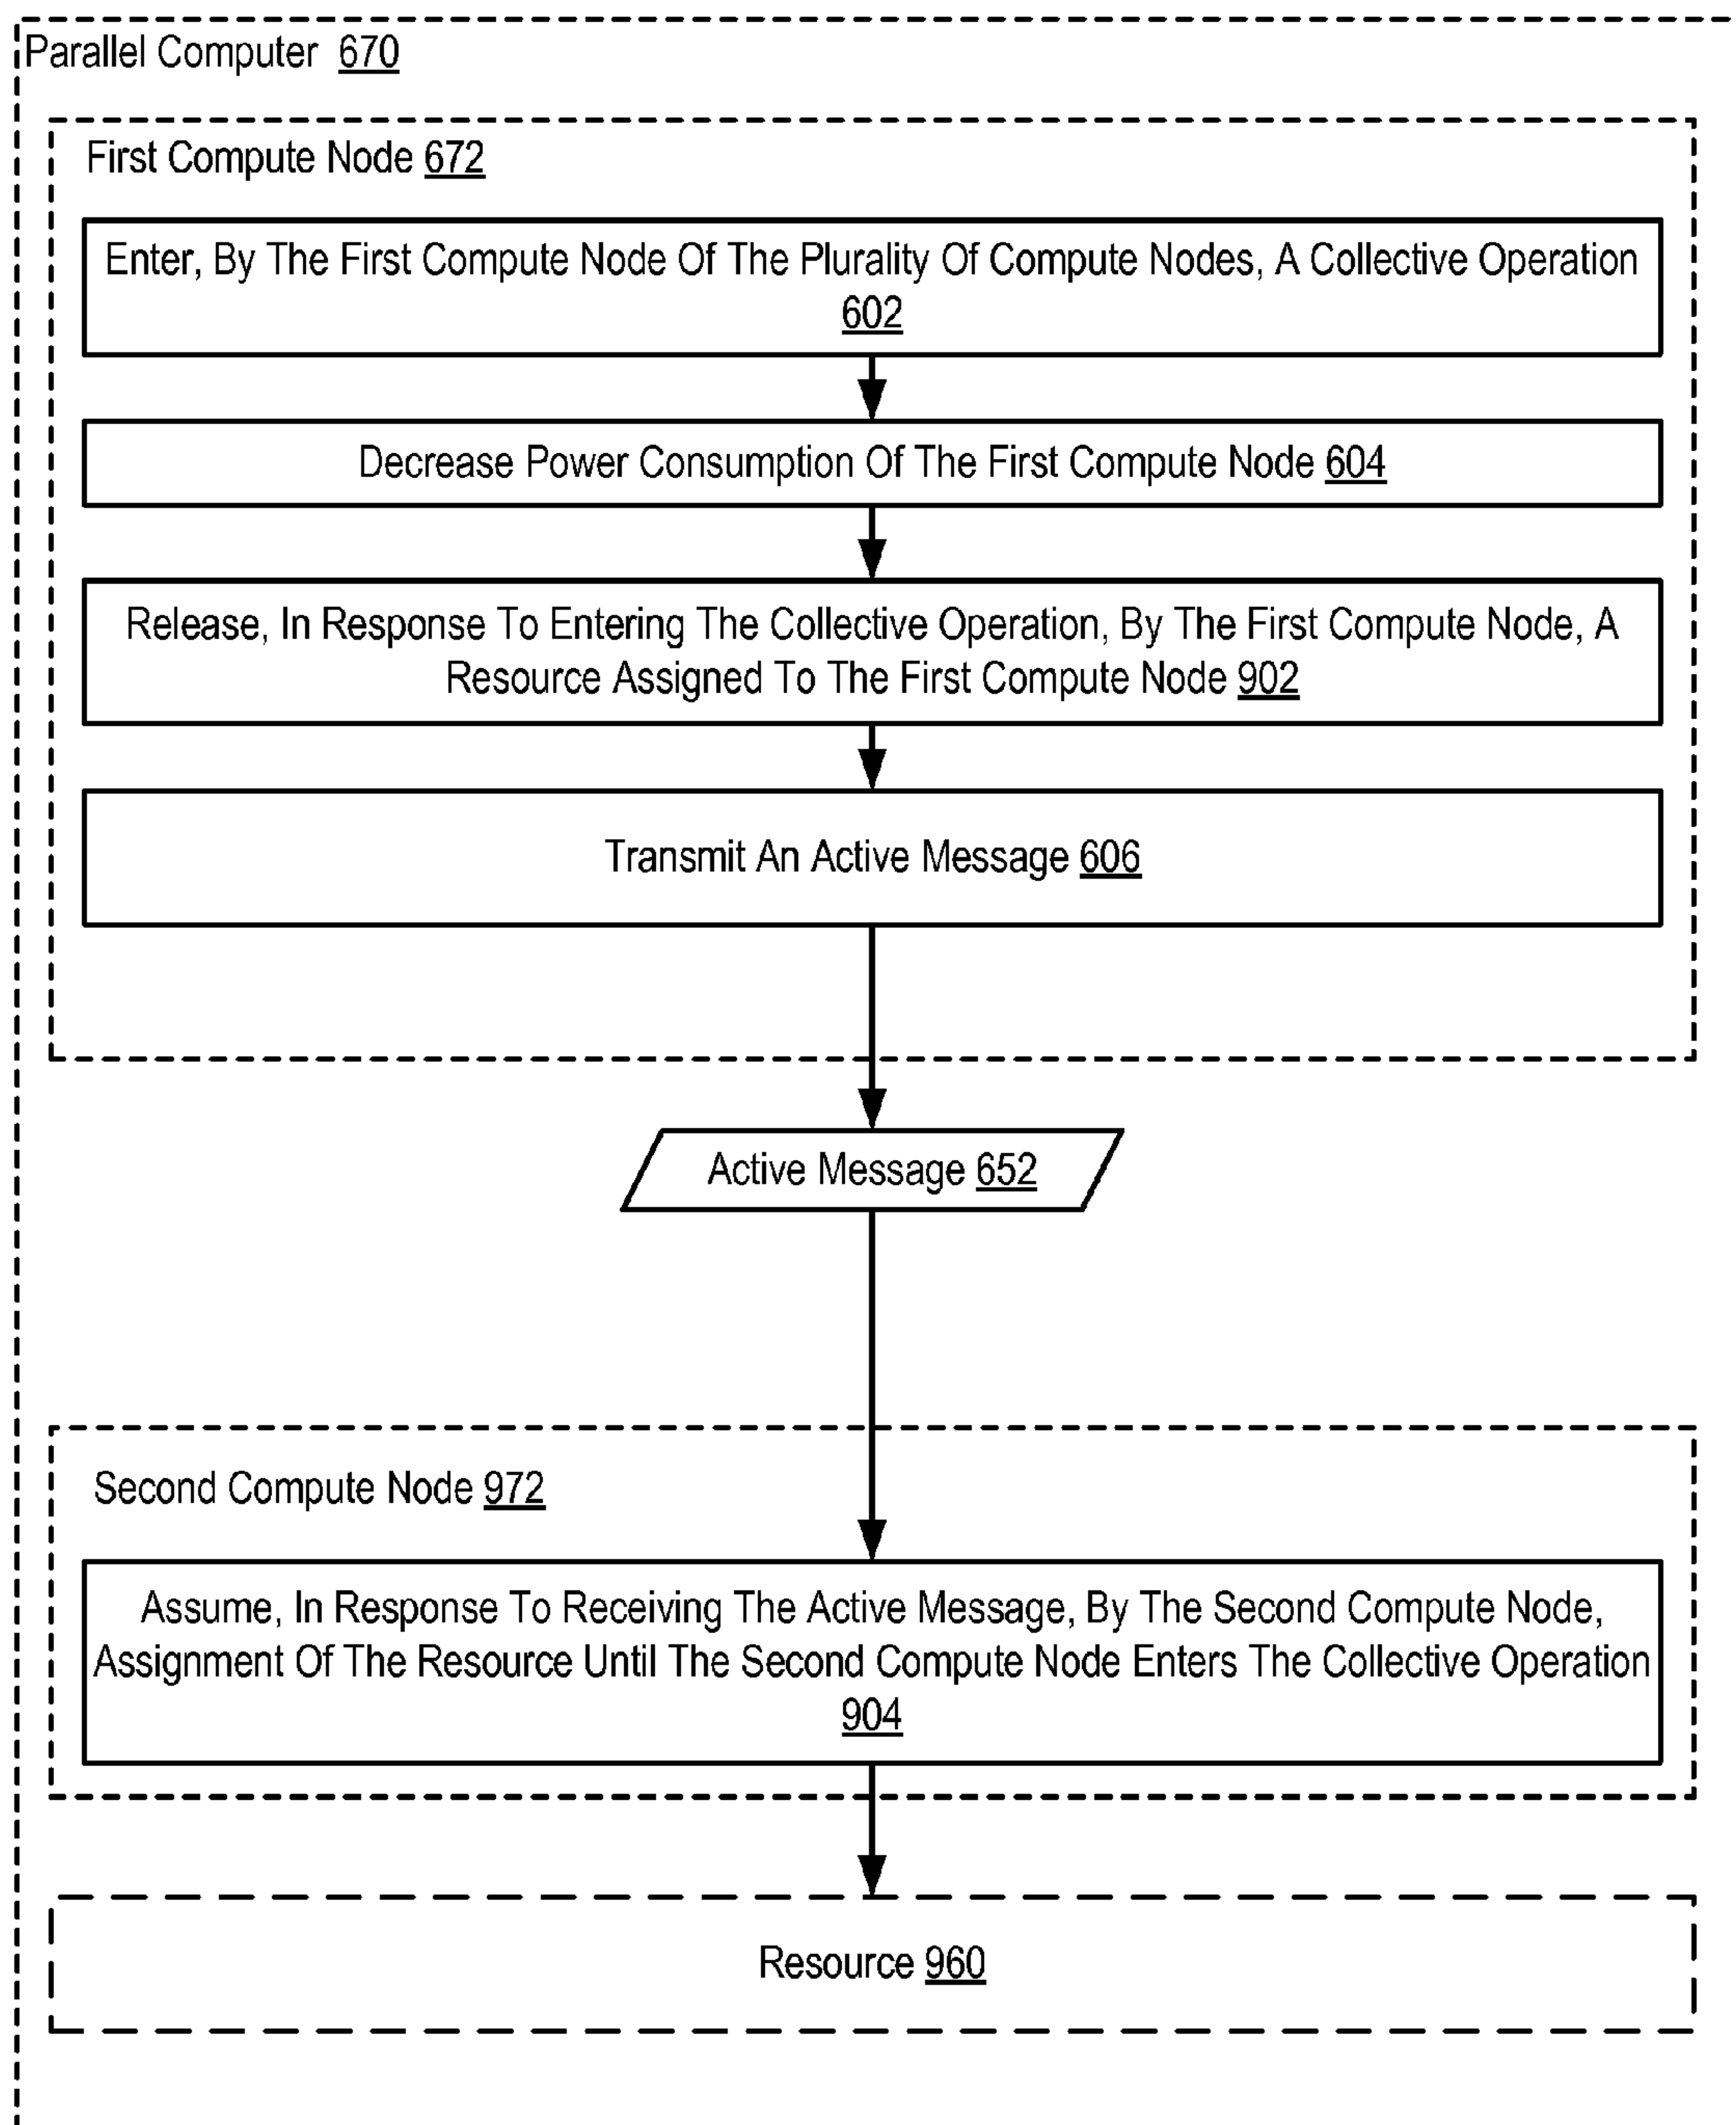 Parallel Computer 670
First Compute Node 672
Enter, By The First Compute Node Of The Plurality Of Compute Nodes, A Collective Operation
602
Decrease Power Consumption Of The First Compute Node 604
Release, In Response To Entering The Collective Operation, By The First Compute Node, A
Resource Assigned To The First Compute Node 902
Transmit An Active Message 606
Active Message 652
Second Compute Node 972
Assume, In Response To Receiving The Active Message, By The Second Compute Node,
Assignment Of The Resource Until The Second Compute Node Enters The Collective Operation
904
Resource 960